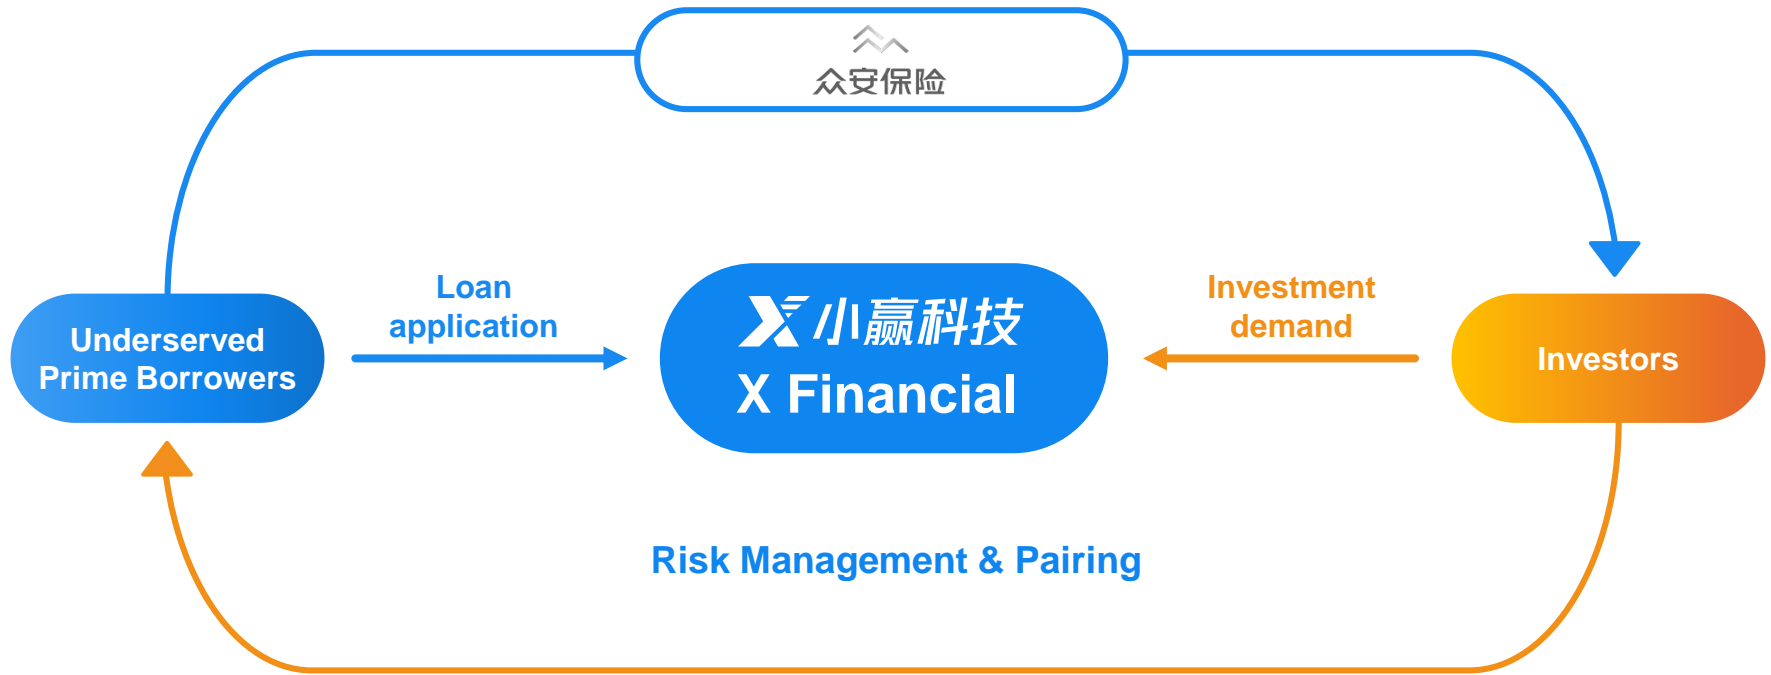 众安保险
Loan
application
Investment
demand
Underserved
Prime Borrowers
小赢科技
X Financial
Investors
Risk Management & Pairing